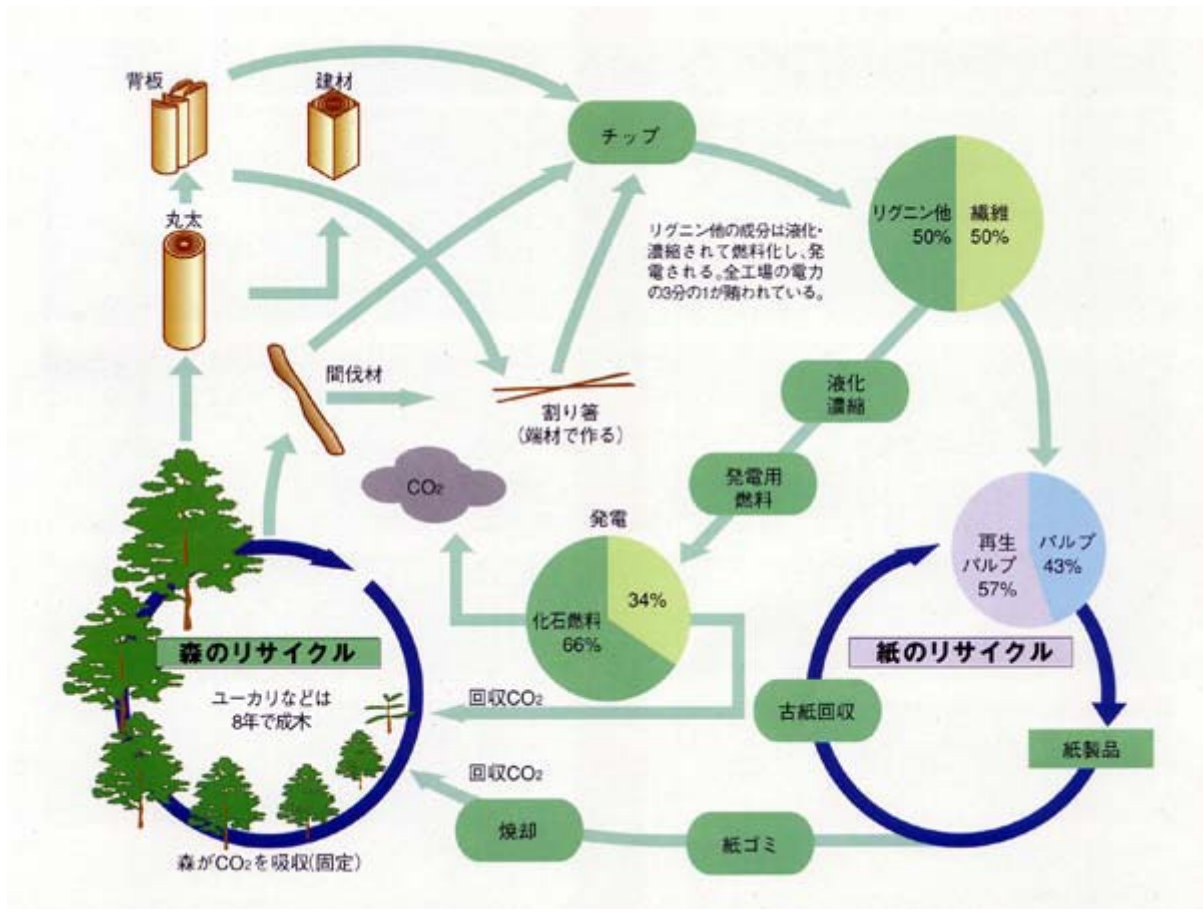 背板
建材
チップ
丸太
リグニン他
50%
繊維
50%
リグニン他の成分は液化・
濃縮されて燃料化し、発
電される。全工場の電力
の3分の1が賄われている。
間伐材
割り箸
(端材で作る)
液化
濃縮
発電用
燃料
CO₂
発電
34%
化石燃料
66%
再生
パルプ
57%
パルプ
43%
森のリサイクル
ユーカリなどは
8年で成木
紙のリサイクル
回収CO₂
古紙回収
紙製品
回収CO₂
焼却
紙ゴミ
森がCO₂を吸収(固定)